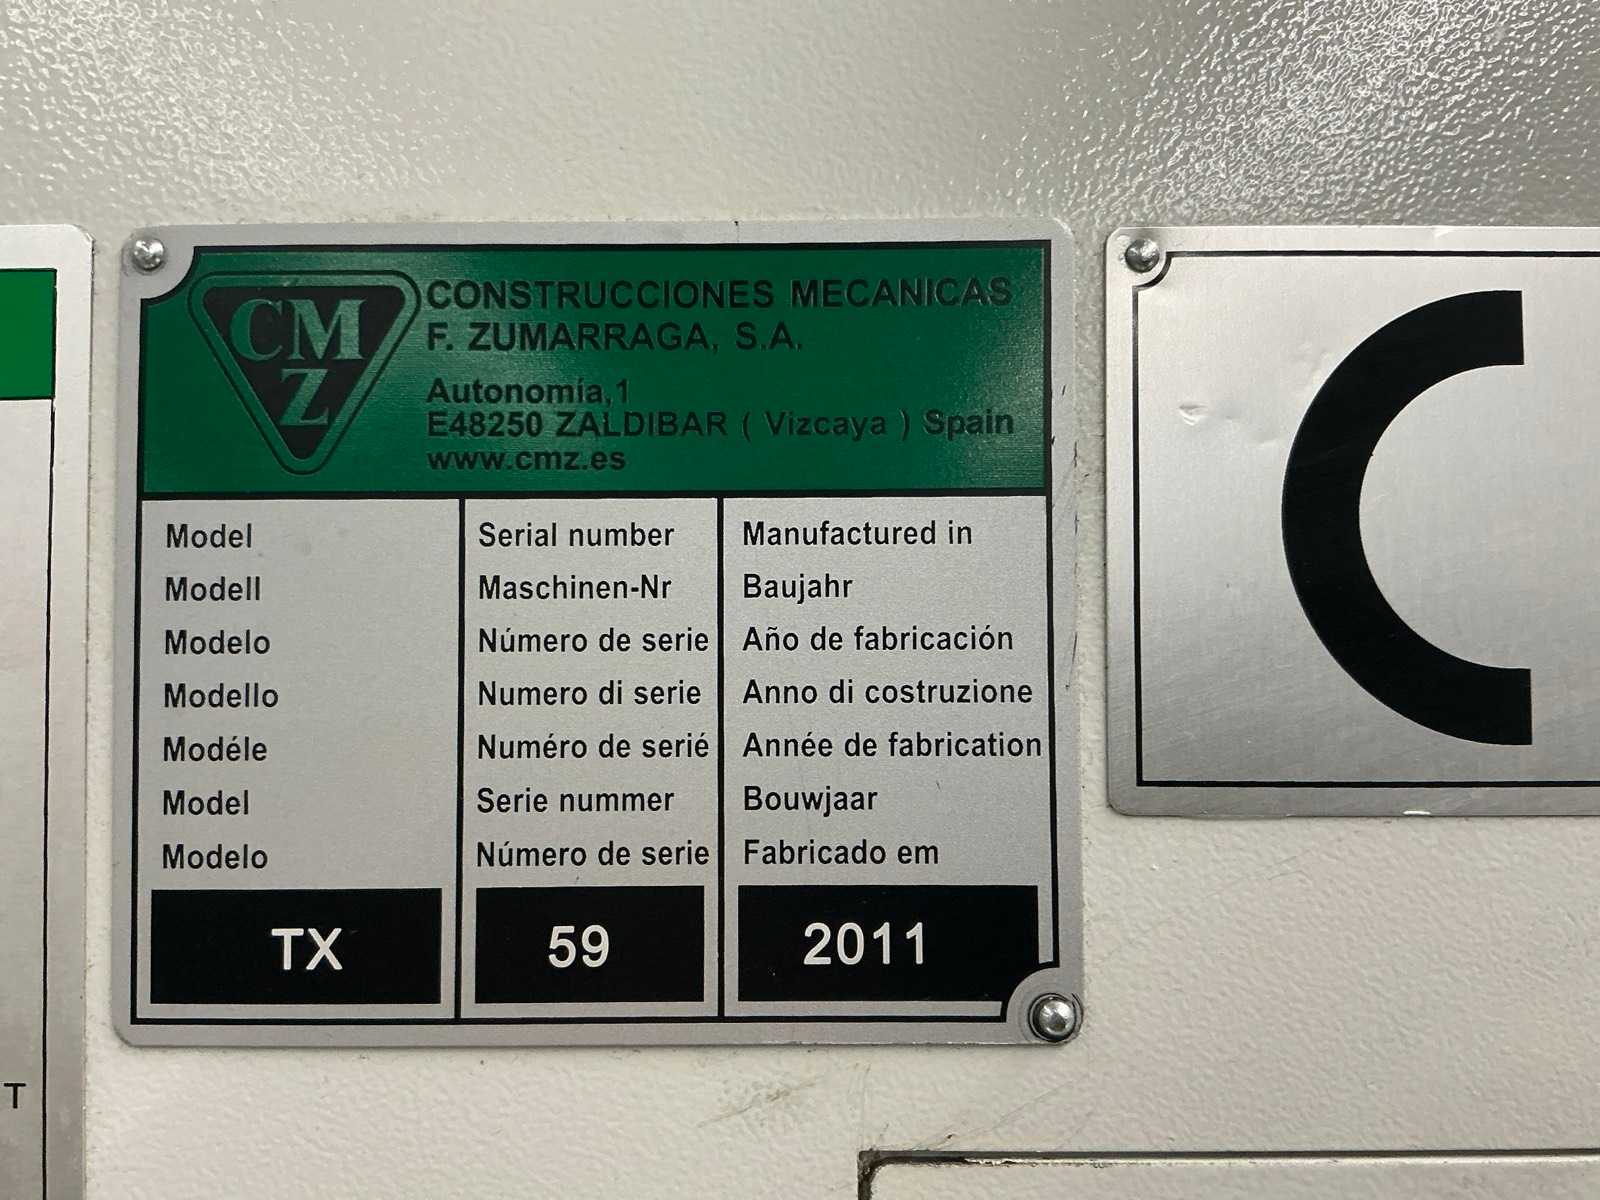 CMZ
CONSTRUCCIONES MECANICAS
F. ZUMARRAGA, S.A.
Autonomía,1
E48250 ZALDIBAR ( Vizcaya ) Spain
www.cmz.es
Model
Modell
Modelo
Modello
Modéle
Model
Modelo
TX
Serial number
Maschinen-Nr
Número de serie
Numero di serie
Numéro de serié
Serie nummer
Número de serie
59
Manufactured in
Baujahr
Año de fabricación
Anno di costruzione
Année de fabrication
Bouwjaar
Fabricado em
2011
C
T